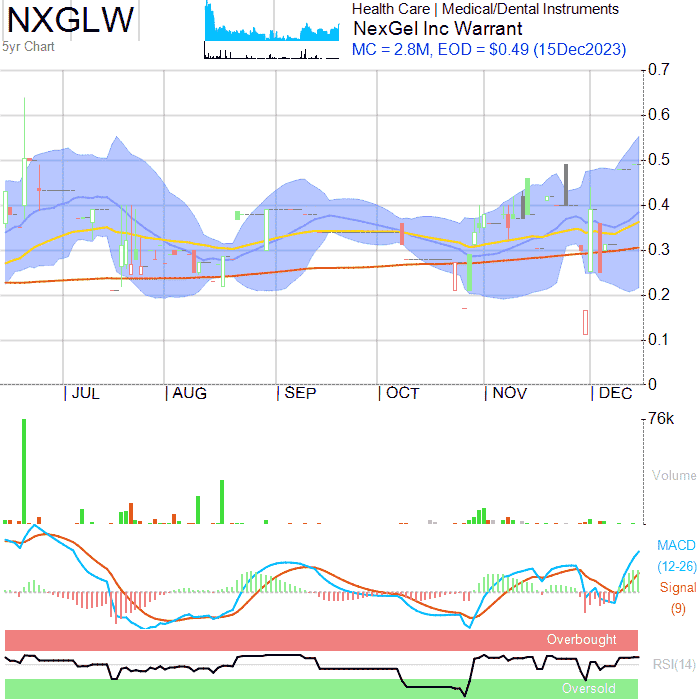 NXGLW
5yr Chart
Health Care | Medical/Dental Instruments
NexGel Inc Warrant
MC = 2.8M, EOD = $0.49 (15Dec2023)
0.7
0.6
0.5
0.4
0.3
0.2
0.1
0
JUL AUG SEP OCT NOV DEC
76k
Volume
MACD
(12-26)
Signal
(9)
Overbought
RSI(14)
Oversold